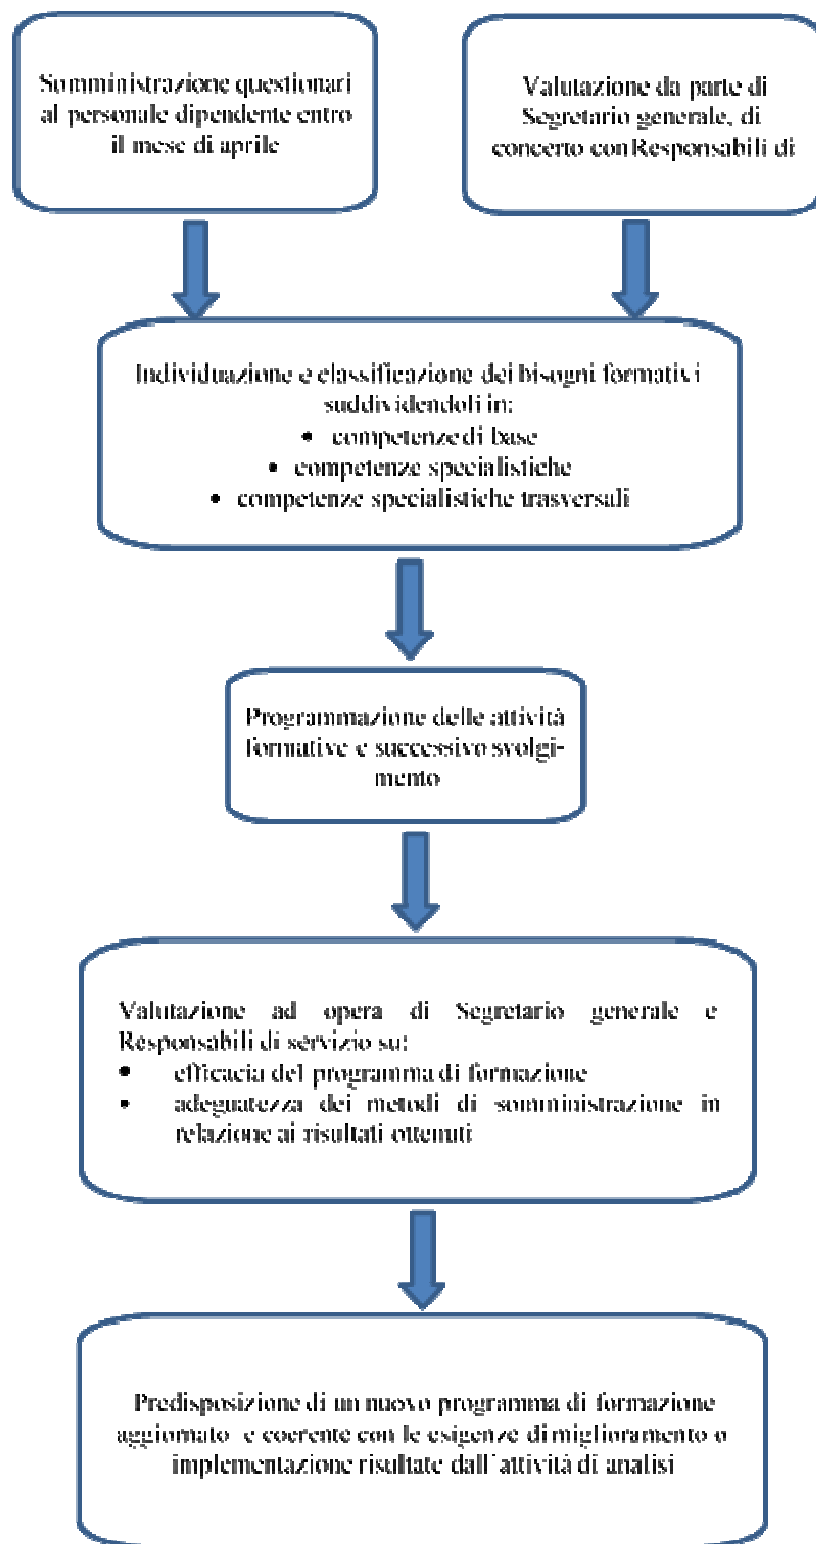 Somministrazione questionari
al personale dipendente entro
il mese di aprile
Valutazione da parte di
Segretario generale, di
concerto con Responsabili di
Individuazione e classificazione dei bisogni formativi
suddividendoli in:
• competenze di base
• competenze specialistiche
• competenze specialistiche trasversali
Programmazione delle attività
formative e successivo svolgi-
mento
Valutazione ad opera di Segretario generale e
Responsabili di servizio su:
• efficacia del programma di formazione
• adeguatezza dei metodi di somministrazione in
relazione ai risultati ottenuti
Predisposizione di un nuovo programma di formazione
aggiornato e coerente con le esigenze di miglioramento o
implementazione risultate dall'attività di analisi